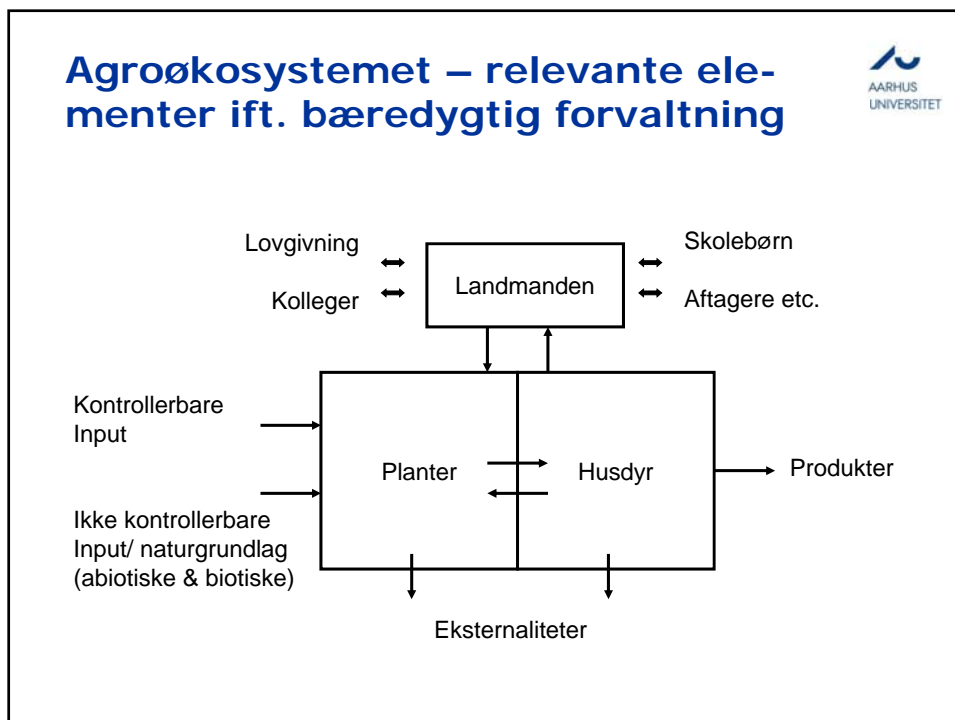 Agroøkosystemet – relevante ele-
menter ift. bæredygtig forvaltning
AARHUS
UNIVERSITET
Lovgivning
Kolleger
Landmanden
Skolebørn
Aftagere etc.
Kontrollerbare
Input
Ikke kontrollerbare
Input/ naturgrundlag
(abiotiske & biotiske)
Planter
Husdyr
Produkter
Eksternaliteter